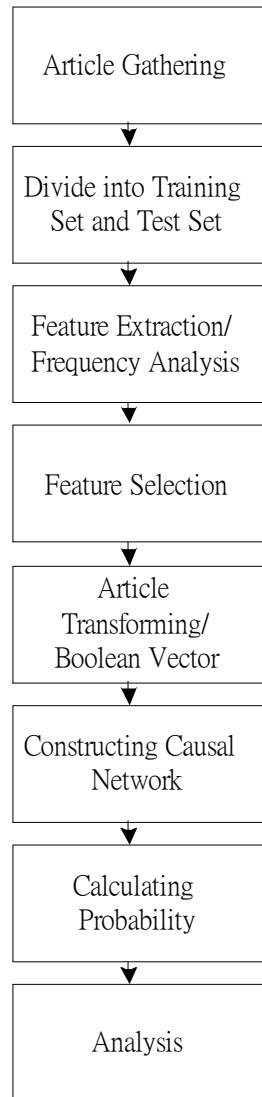 Article Gathering
Divide into Training
Set and Test Set
Feature Extraction/
Frequency Analysis
Feature Selection
Article
Transforming/
Boolean Vector
Constructing Causal
Network
Calculating
Probability
Analysis